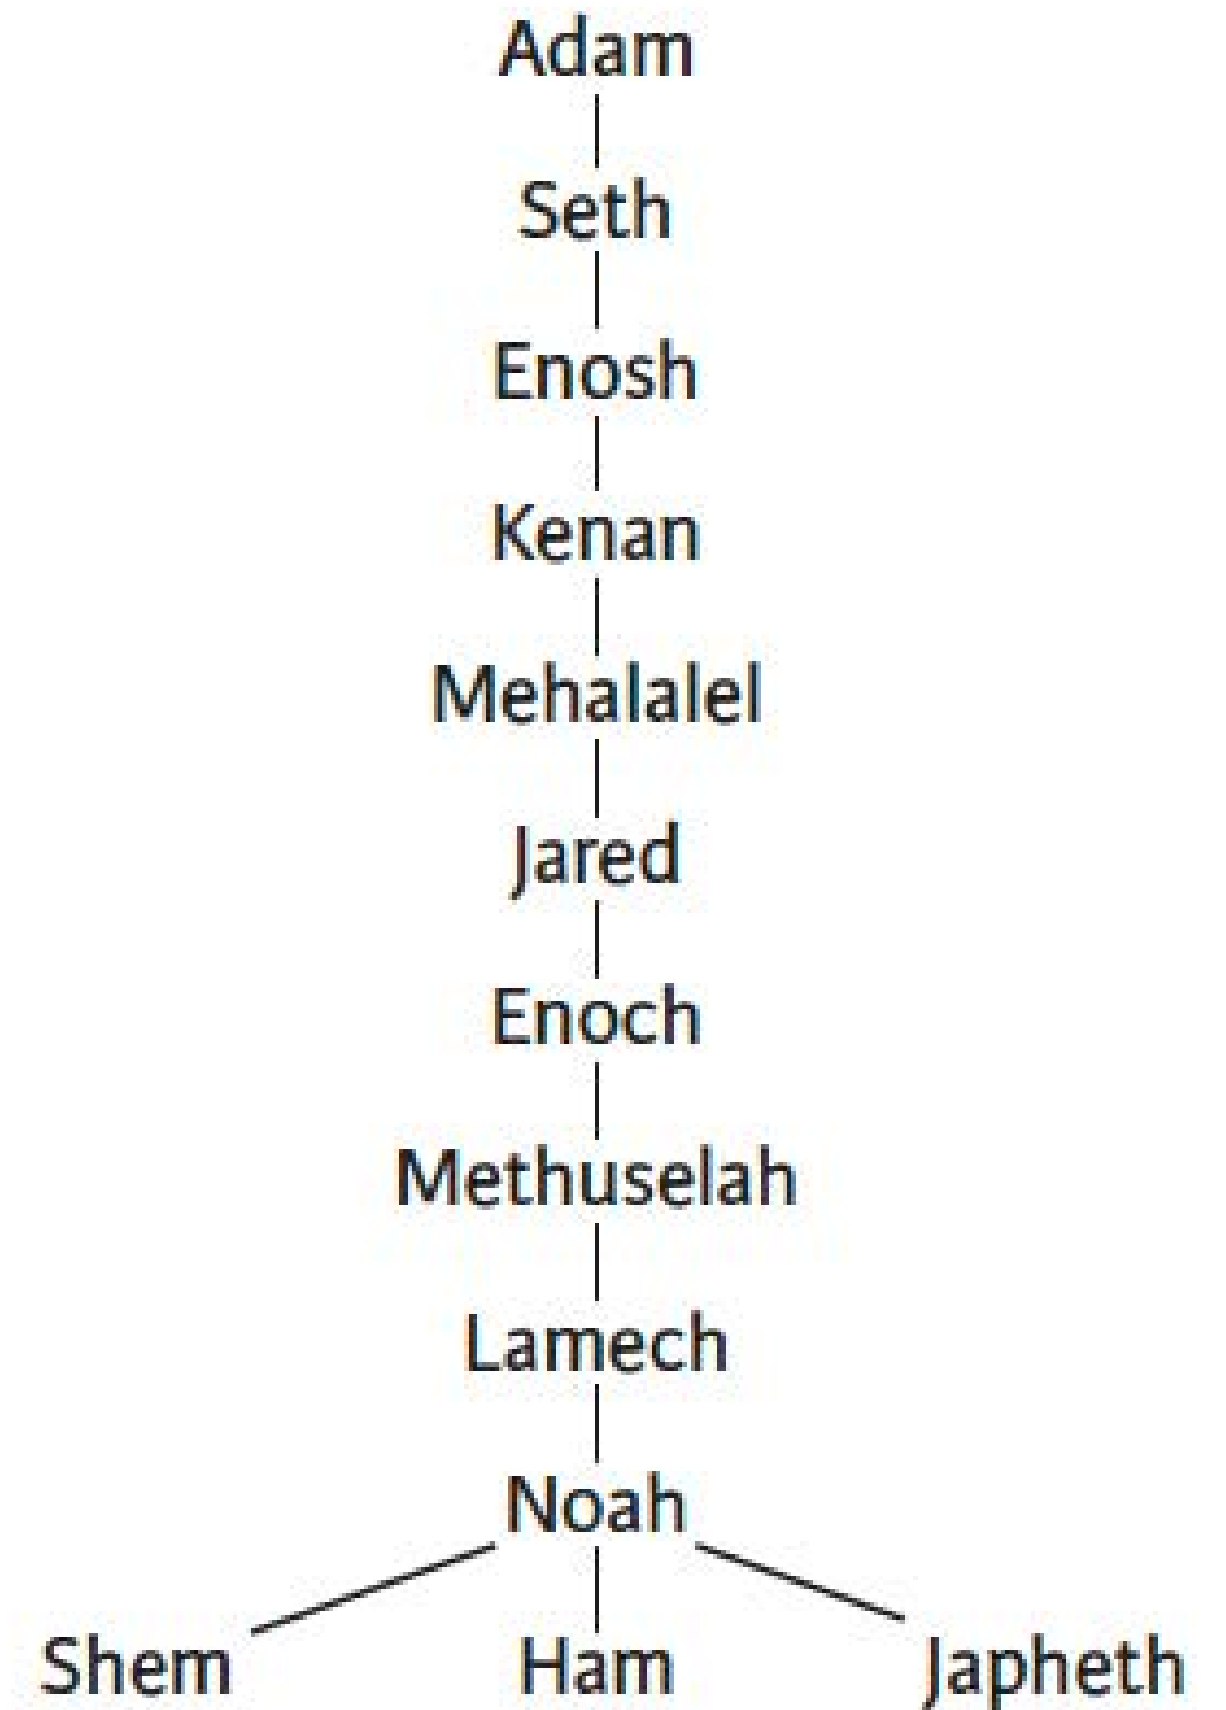 Adam
Seth
Enosh
Kenan
Mehalalel
Jared
Enoch
Methuselah
Lamech
Noah
Shem Ham Japheth